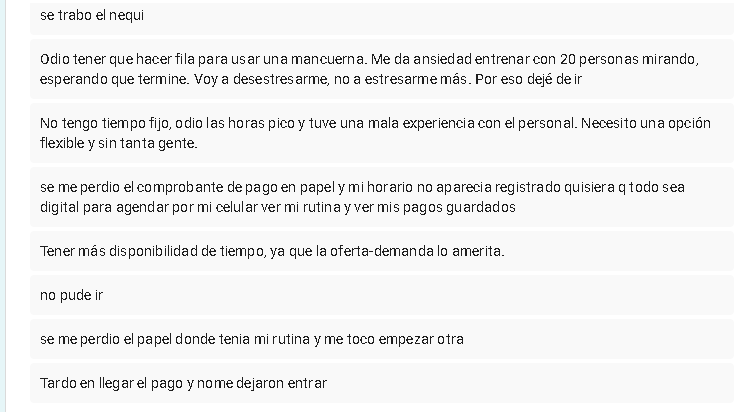 se trabo el nequi
Odio tener que hacer fila para usar una mancuerna. Me da ansiedad entrenar con 20 personas mirando,
esperando que termine. Voy a desestresarme, no a estresarme más. Por eso dejé de ir
No tengo tiempo fijo, odio las horas pico y tuve una mala experiencia con el personal. Necesito una opción
flexible y sin tanta gente.
se me perdio el comprobante de pago en papel y mi horario no aparecia registrado quisiera q todo sea
digital para agendar por mi celular ver mi rutina y ver mis pagos guardados
Tener más disponibilidad de tiempo, ya que la oferta-demanda lo amerita.
no pude ir
se me perdio el papel donde tenia mi rutina y me toco empezar otra
Tardo en llegar el pago y nome dejaron entrar